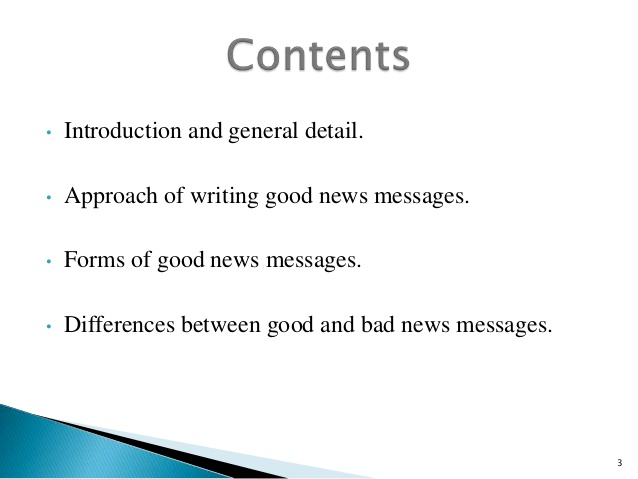 Contents
• Introduction and general detail.
• Approach of writing good news messages.
• Forms of good news messages.
• Differences between good and bad news messages.
3